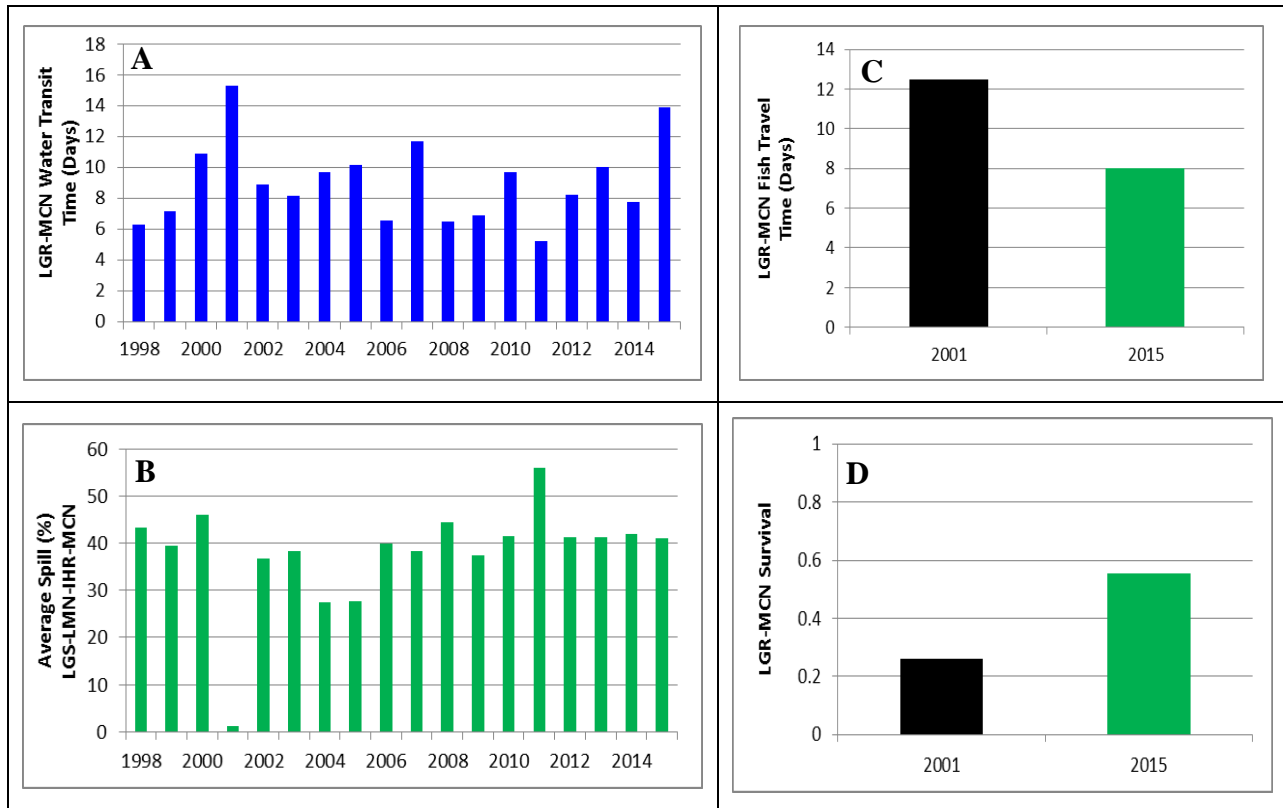 A
LGR-MCN Water Transit
Time (Days)
18
16
14
12
10
8
6
4
2
0
1998 2000 2002 2004 2006 2008 2010 2012 2014
C
LGR-MCN Fish Travel
Time (Days)
14
12
10
8
6
4
2
0
2001 2015
B
Average Spill (%)
LGS-LMN-IHR-MCN
60
50
40
30
20
10
0
1998 2000 2002 2004 2006 2008 2010 2012 2014
D
LGR-MCN Survival
1
0.8
0.6
0.4
0.2
0
2001 2015